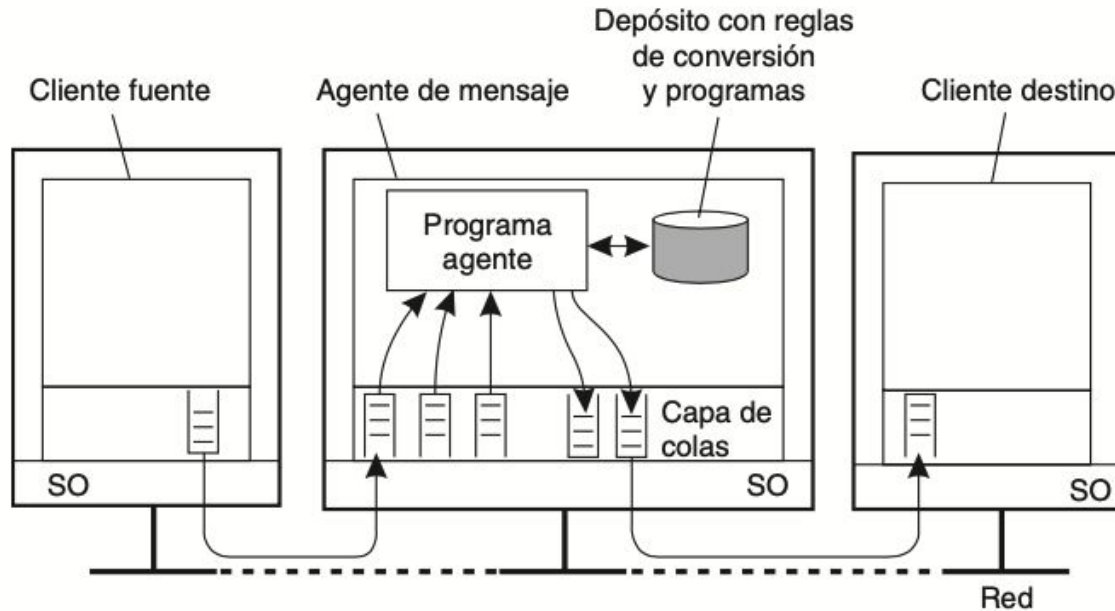 Depósito con reglas
de conversión
y programas
Cliente fuente
Agente de mensaje
Cliente destino
Programa
agente
Capa de
colas
SO
SO
SO
Red